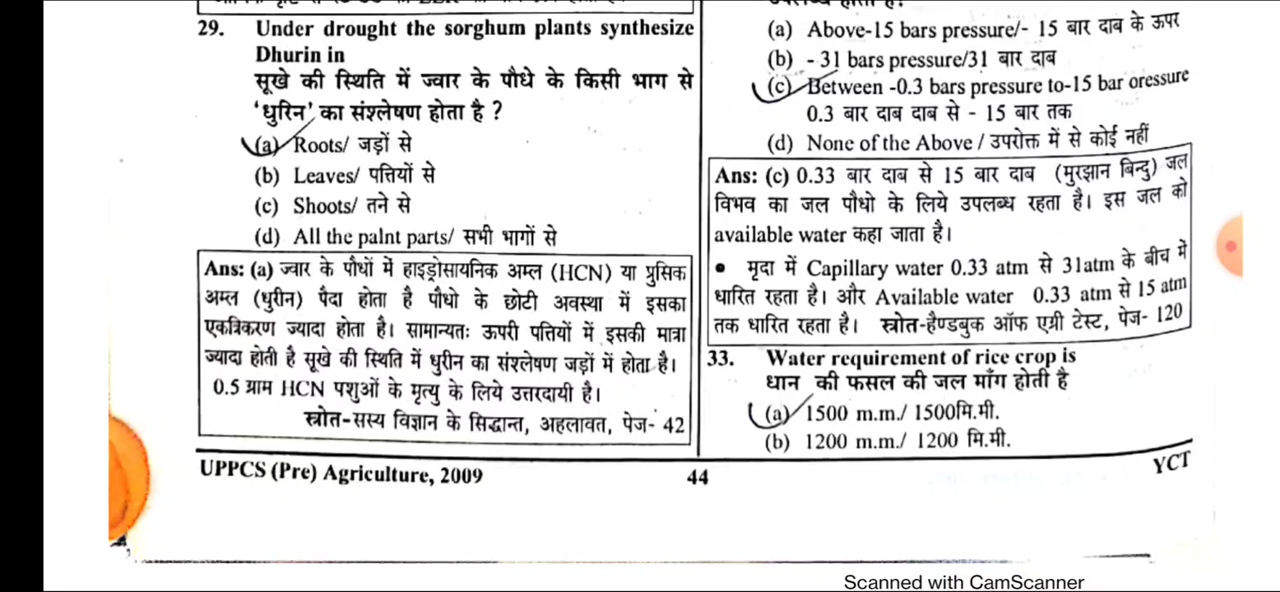 29. Under drought the sorghum plants synthesize
Dhurin in
सूखे की स्थिति में ज्वार के पौधे के किसी भाग से
‘धुरिन’ का संश्लेषण होता है ?
(a) Roots/ जड़ों से
(b) Leaves/ पत्तियों से
(c) Shoots/ तने से
(d) All the palnt parts/ सभी भागों से
Ans: (a) ज्वार के पौधों में हाइड्रोसायनिक अम्ल (HCN) या प्रुसिक
अम्ल (धुरीन) पैदा होता है पौधो के छोटी अवस्था में इसका
एकत्रिकरण ज्यादा होता है। सामान्यतः ऊपरी पत्तियों में इसकी मात्रा
ज्यादा होती है सूखे की स्थिति में धुरीन का संश्लेषण जड़ों में होता है।
0.5 ग्राम HCN पशुओं के मृत्यु के लिये उत्तरदायी है।
स्त्रोत-सस्य विज्ञान के सिद्धान्त, अहलावत, पेज- 42
(a) Above-15 bars pressure/- 15 बार दाब के ऊपर
(b) - 31 bars pressure/31 बार दाब
(c) Between -0.3 bars pressure to-15 bar oressure
0.3 बार दाब दाब से - 15 बार तक
(d) None of the Above / उपरोक्त में से कोई नहीं
Ans: (c) 0.33 बार दाब से 15 बार दाब (मुरझान बिन्दु) जल
विभव का जल पौधो के लिये उपलब्ध रहता है। इस जल को
available water कहा जाता है।
• मृदा में Capillary water 0.33 atm से 31atm के बीच में
धारित रहता है। और Available water 0.33 atm से 15 atm
तक धारित रहता है। स्त्रोत-हैण्डबुक ऑफ एग्री टेस्ट, पेज- 120
33. Water requirement of rice crop is
धान की फसल की जल माँग होती है
(a) 1500 m.m./ 1500मि.मी.
(b) 1200 m.m./ 1200 मि.मी.
UPPCS (Pre) Agriculture, 2009 44 YCT
Scanned with CamScanner